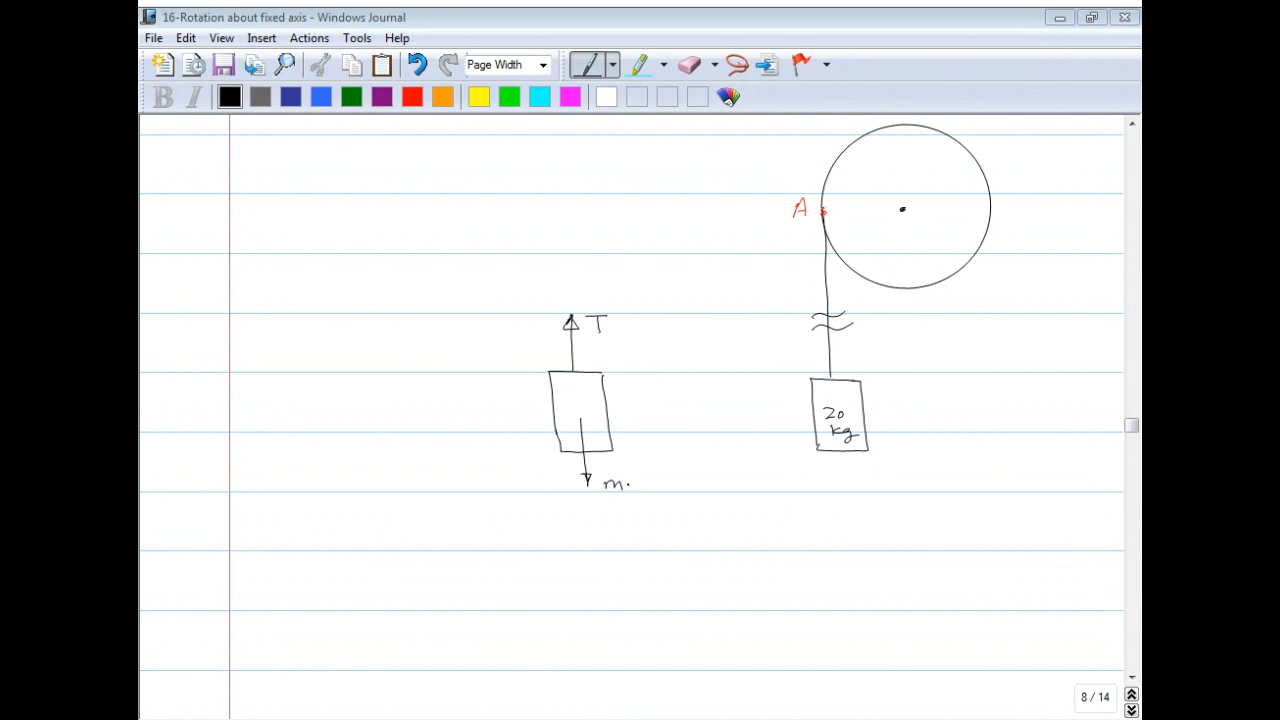 16-Rotation about fixed axis - Windows Journal
File Edit View Insert Actions Tools Help
Page Width
B I
A
T
20
kg
m.
8 / 14